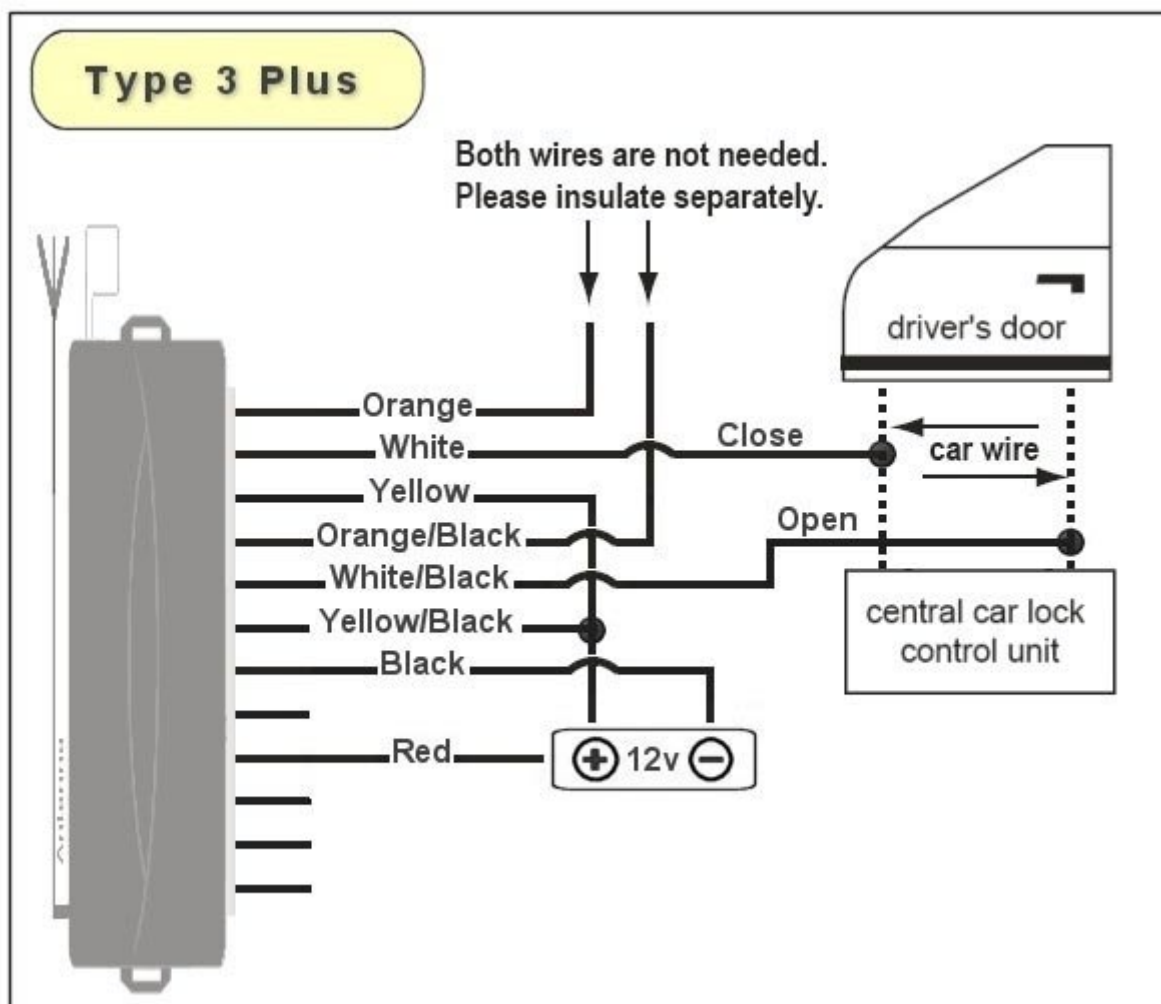 Type 3 Plus
Both wires are not needed.
Please insulate separately.
driver's door
Orange
White
Close
car wire
Yellow
Open
Orange/Black
White/Black
Yellow/Black
central car lock
control unit
Black
Red
+ 12v −